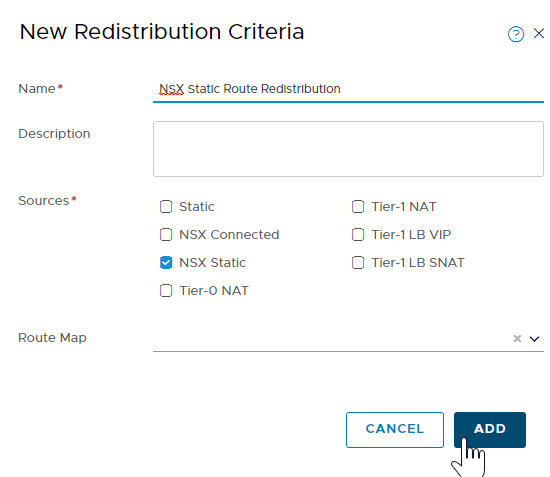 New Redistribution Criteria
Name*
NSX Static Route Redistribution
Description
Sources*
Static
Tier-1 NAT
NSX Connected
Tier-1 LB VIP
NSX Static
Tier-1 LB SNAT
Tier-0 NAT
Route Map
CANCEL
ADD